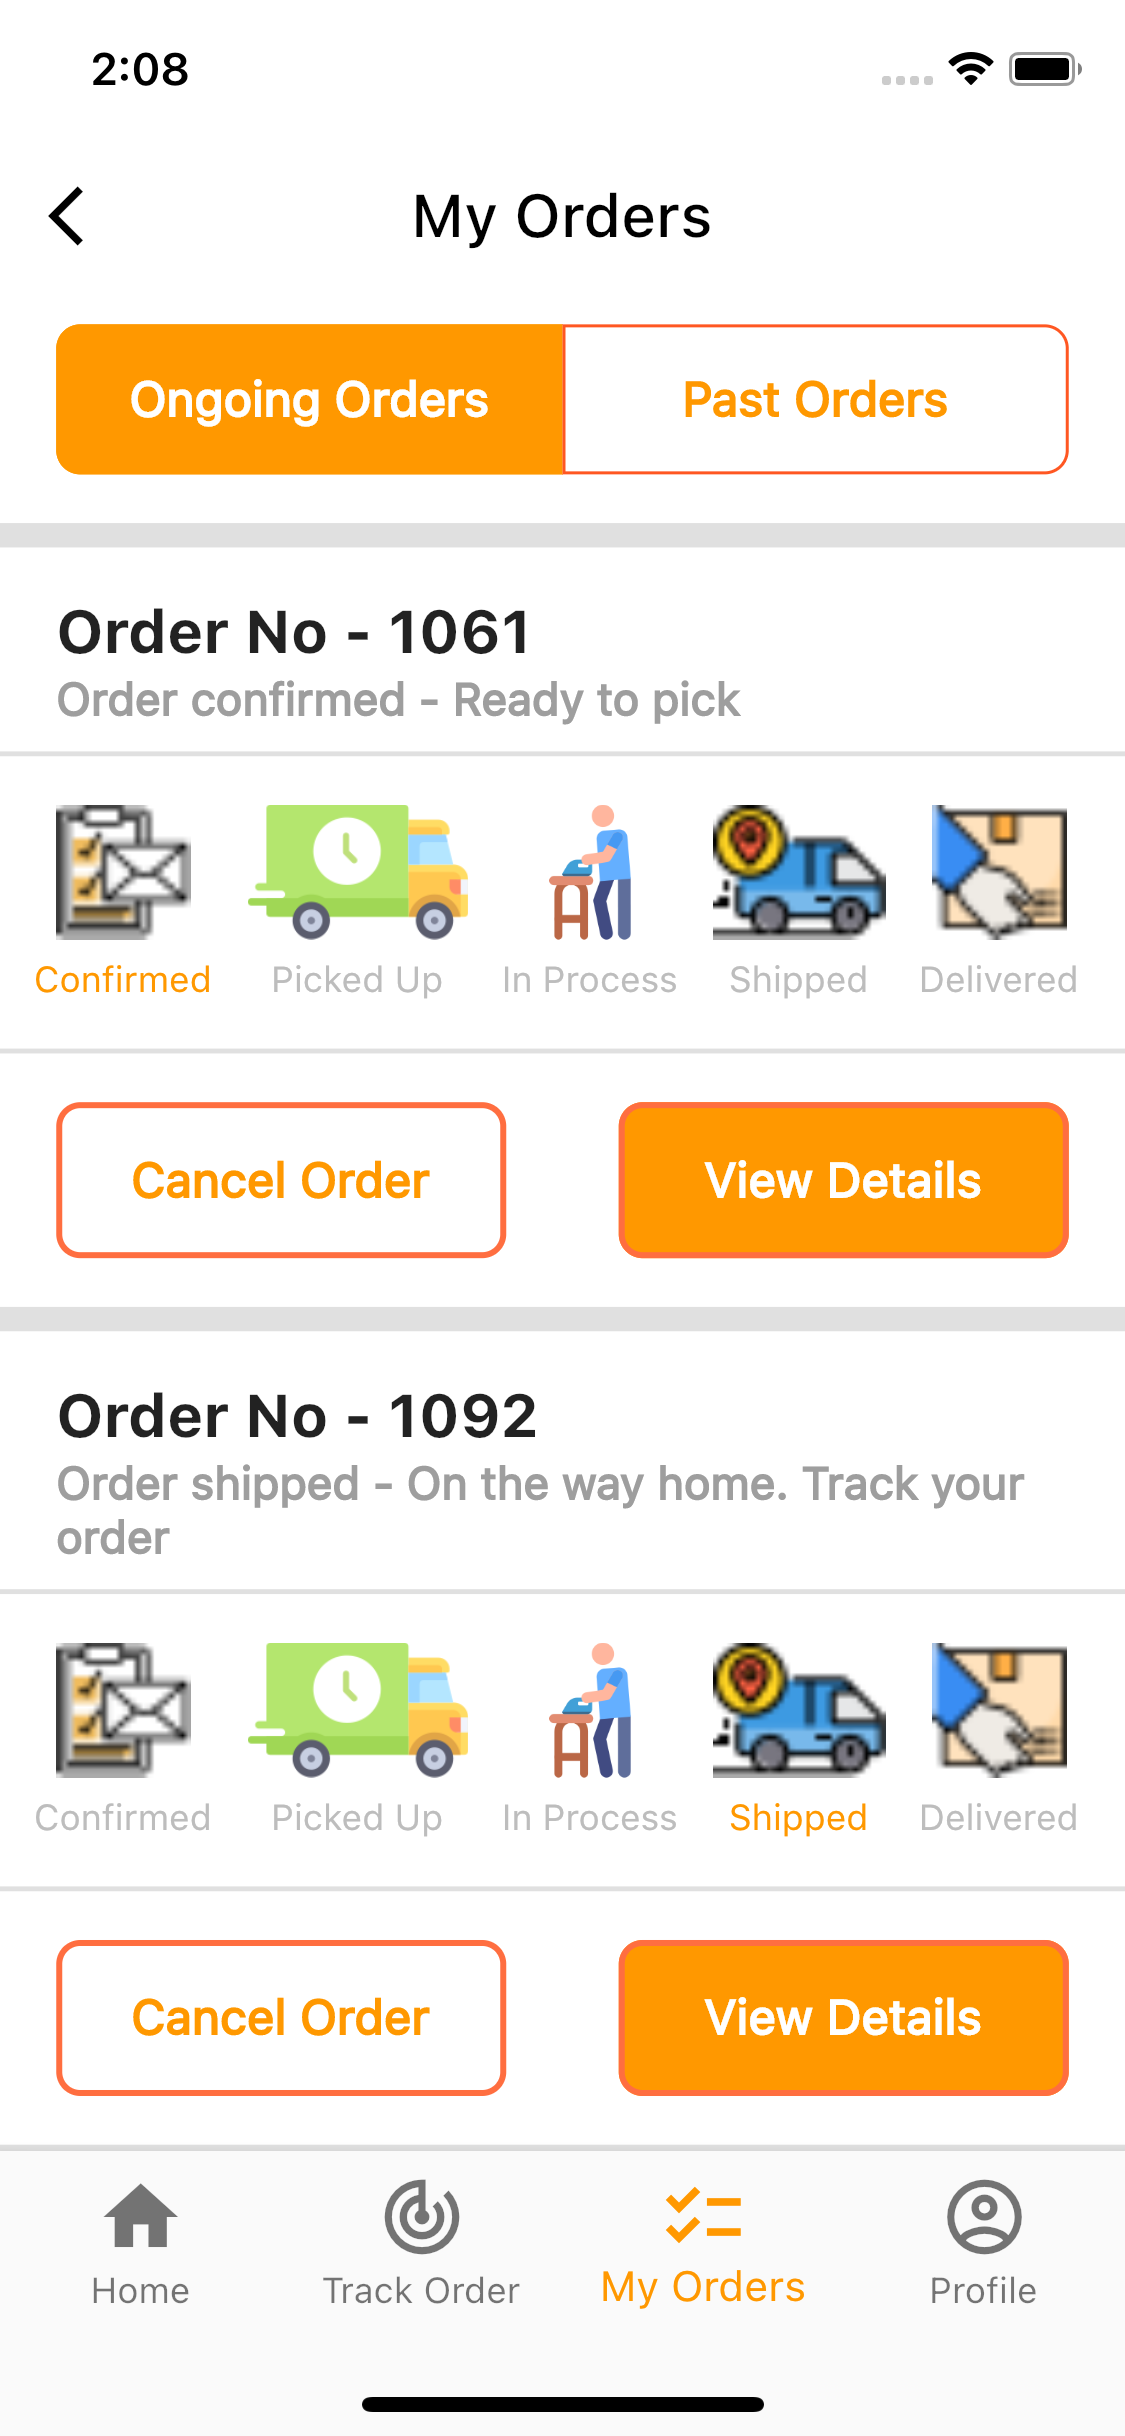 2:08
My Orders
Ongoing Orders
Past Orders
Order No - 1061
Order confirmed - Ready to pick
Confirmed
Picked Up
In Process
Shipped
Delivered
Cancel Order
View Details
Order No - 1092
Order shipped - On the way home. Track your
order
Confirmed
Picked Up
In Process
Shipped
Delivered
Cancel Order
View Details
Home
Track Order
My Orders
Profile